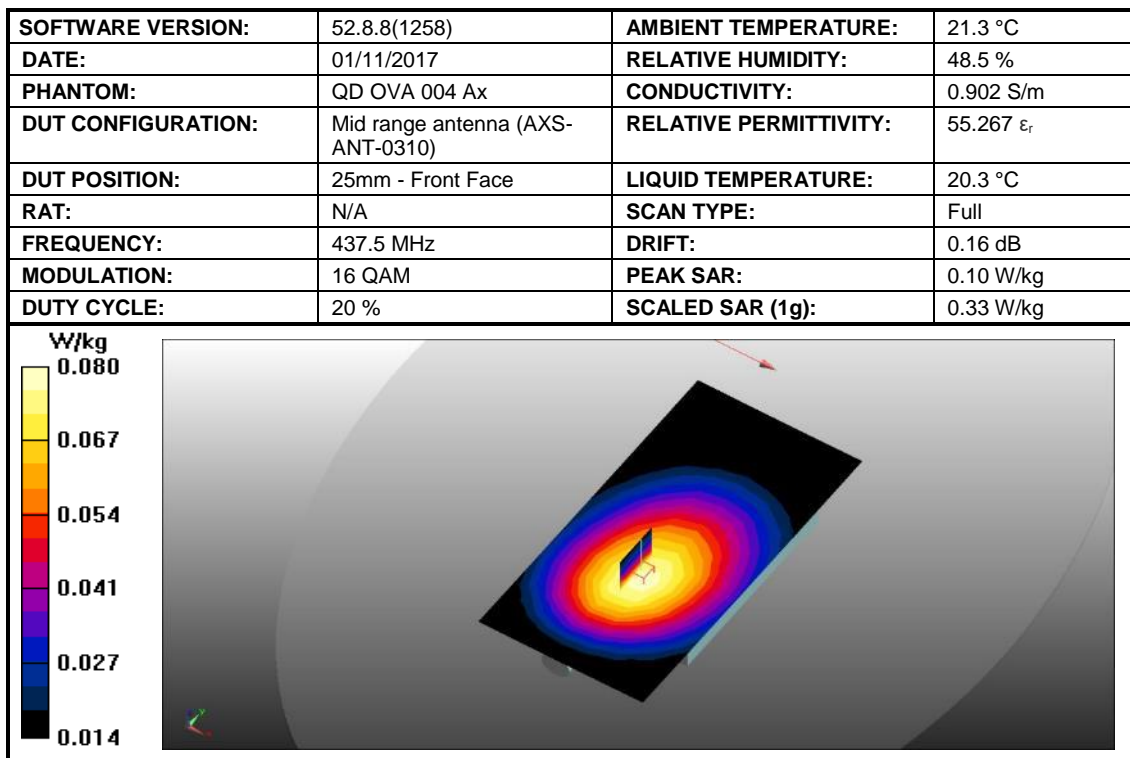 SOFTWARE VERSION: 52.8.8(1258) AMBIENT TEMPERATURE: 21.3 °C
DATE: 01/11/2017 RELATIVE HUMIDITY: 48.5 %
PHANTOM: QD OVA 004 Ax CONDUCTIVITY: 0.902 S/m
DUT CONFIGURATION: Mid range antenna (AXS- RELATIVE PERMITTIVITY: 55.267 εr
ANT-0310)
DUT POSITION: 25mm - Front Face LIQUID TEMPERATURE: 20.3 °C
RAT: N/A SCAN TYPE: Full
FREQUENCY: 437.5 MHz DRIFT: 0.16 dB
MODULATION: 16 QAM PEAK SAR: 0.10 W/kg
DUTY CYCLE: 20 % SCALED SAR (1g): 0.33 W/kg
W/kg
0.080
0.067
0.054
0.041
0.027
0.014